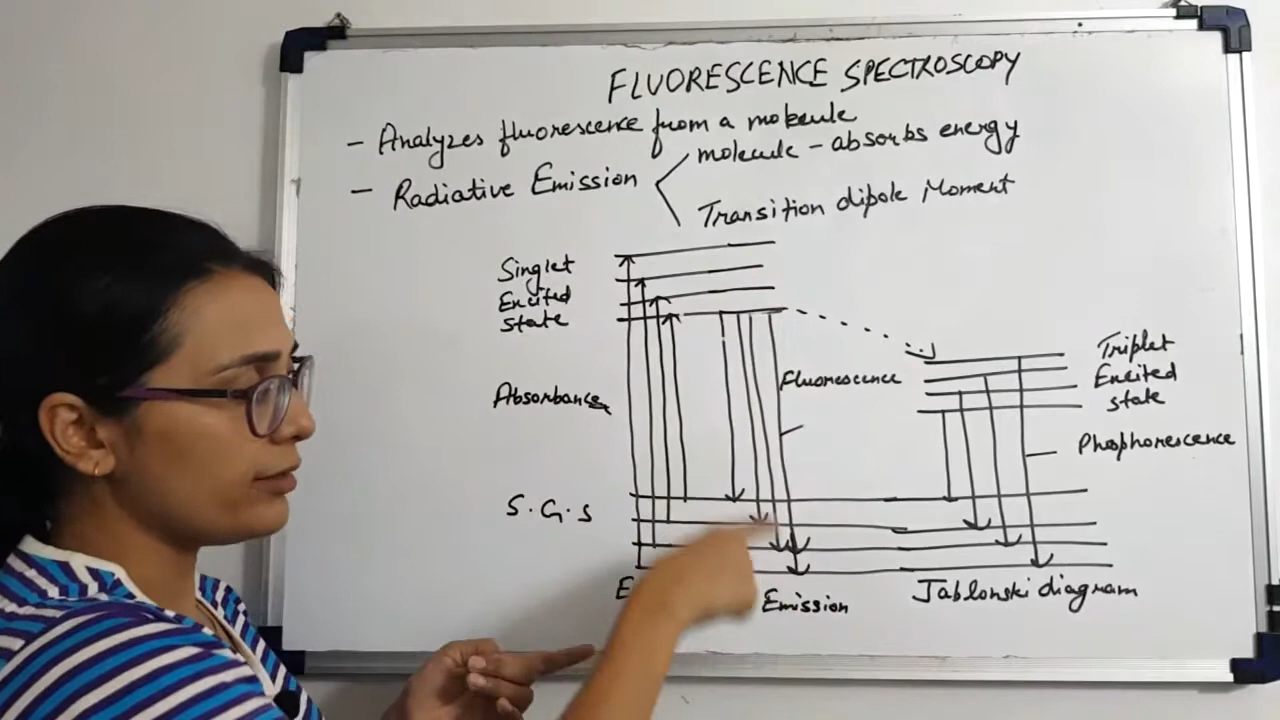 FLUORESCENCE SPECTROSCOPY
- Analyzes fluorescence from a molecule
- Radiative Emission
molecule - absorbs energy
Transition dipole Moment
Singlet
Excited
state
Absorbance
S.G.S
Fluorescence
Triplet
Excited
state
Phosphorescence
Emission
Jablonski diagram